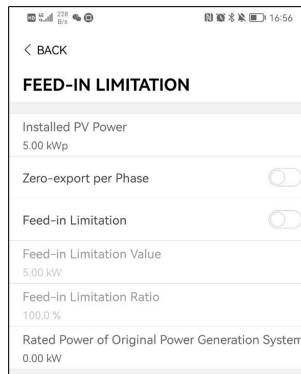 228 B/s 16:56
< BACK
FEED-IN LIMITATION
Installed PV Power
5.00 kWp
Zero-export per Phase
Feed-in Limitation
Feed-in Limitation Value
5.00 kW
Feed-in Limitation Ratio
100.0 %
Rated Power of Original Power Generation System
0.00 kW